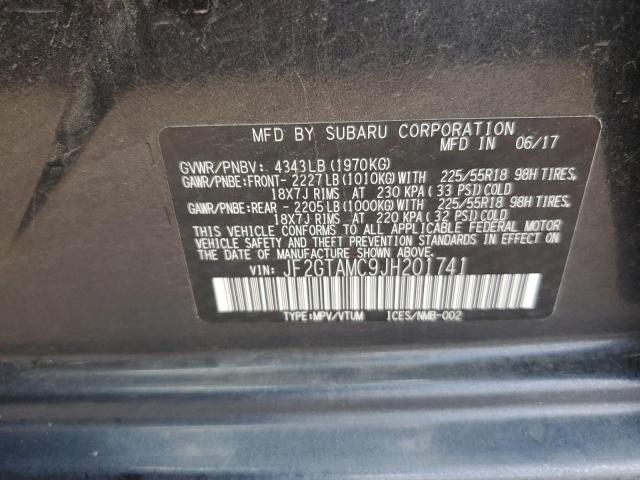 MFD BY SUBARU CORPORATION
MFD IN 06/17
GVWR/PNBV: 4343LB(1970KG)
GAWR/PNBE:FRONT-2227LB(1010KG)WITH 225/55R18 98H TIRES,
18X7J RIMS AT 230 KPA(33 PSI)COLD
GAWR/PNBE:REAR -2205LB(1000KG)WITH 225/55R18 98H TIRES,
18X7J RIMS AT 220 KPA(32 PSI)COLD
THIS VEHICLE CONFORMS TO ALL APPLICABLE FEDERAL MOTOR
VEHICLE SAFETY AND THEFT PREVENTION STANDARDS IN EFFECT
ON THE DATE OF MANUFACTURE SHOWN ABOVE.
VIN: JF2GTAMC9JH201741
TYPE:MPV/VTUM ICES/NMB-002